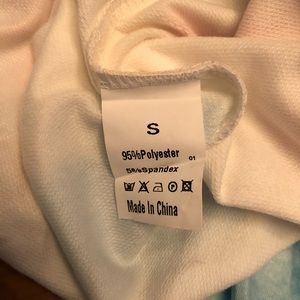 S
95%Polyester 01
5%Spandex
Made In China